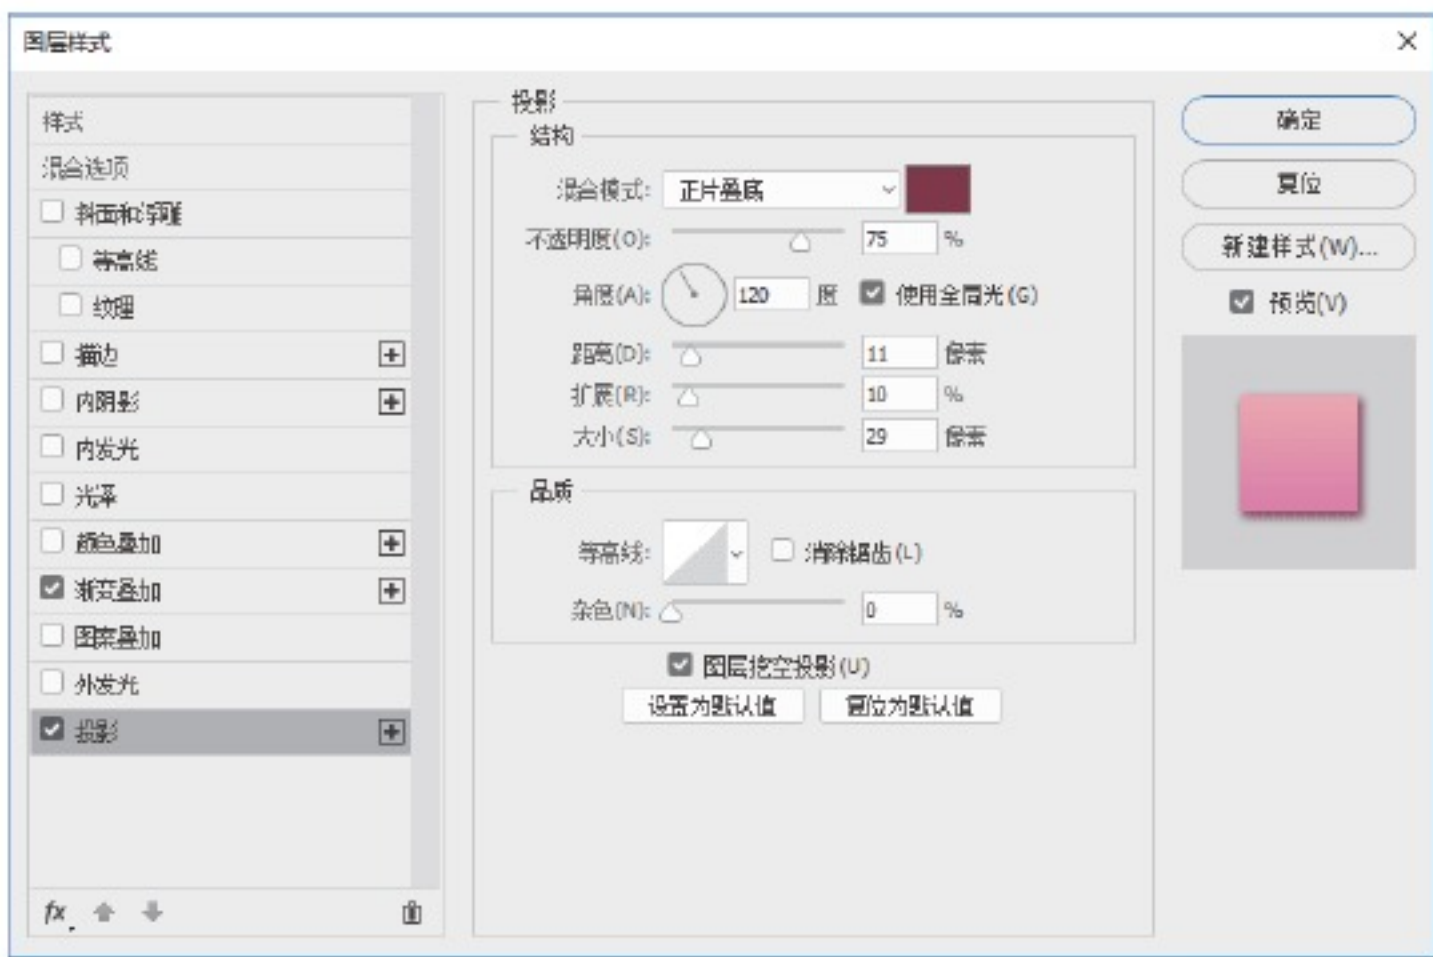 图层样式
样式
混合选项
斜面和浮雕
等高线
纹理
描边
内阴影
内发光
光泽
颜色叠加
渐变叠加
图案叠加
外发光
投影
fx
投影
结构
混合模式: 正片叠底
不透明度(O): 75 %
角度(A): 120 度 使用全局光(G)
距离(D): 11 像素
扩展(R): 10 %
大小(S): 29 像素
品质
等高线: 消除锯齿(L)
杂色(N): 0 %
图层挖空投影(U)
设置为默认值 复位为默认值
确定
复位
新建样式(W)...
预览(V)